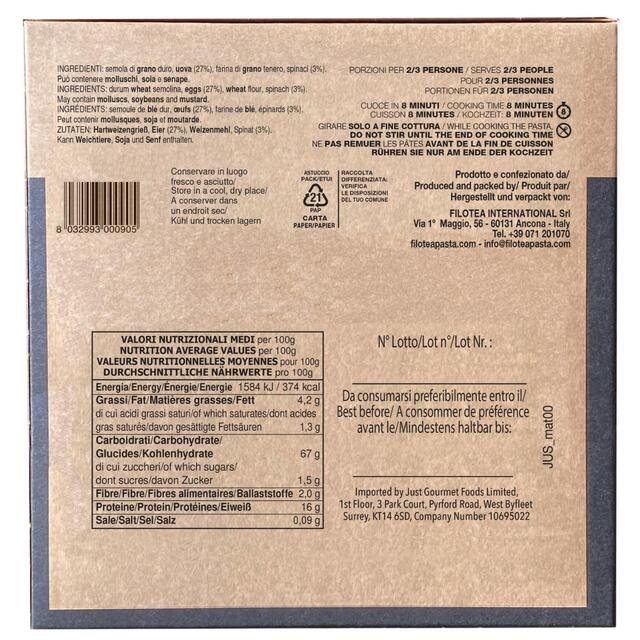 INGREDIENTI: semola di grano duro, uova (27%), farina di grano tenero, spinaci (3%).
Può contenere molluschi, soia e senape.
INGREDIENTS: durum wheat semolina, eggs (27%), wheat flour, spinach (3%).
May contain molluscs, soybeans and mustard.
INGRÉDIENTS: semoule de blé dur, œufs (27%), farine de blé, épinards (3%).
Peut contenir mollusques, soja et moutarde.
ZUTATEN: Hartweizengrieß, Eier (27%), Weizenmehl, Spinat (3%).
Kann Weichtiere, Soja und Senf enthalten.
PORZIONI PER 2/3 PERSONE / SERVES 2/3 PEOPLE
POUR 2/3 PERSONNES
PORTIONEN FÜR 2/3 PERSONEN
CUOCE IN 8 MINUTI / COOKING TIME 8 MINUTES
CUISSON 8 MINUTES / KOCHZEIT: 8 MINUTEN
8
GIRARE SOLO A FINE COTTURA / WHILE COOKING THE PASTA,
DO NOT STIR UNTIL THE END OF COOKING TIME
NE PAS REMUER LES PÂTES AVANT DE LA FIN DE CUISSON
RÜHREN SIE NUR AM ENDE DER KOCHZEIT
8 032993 000905
Conservare in luogo
fresco e asciutto/
Store in a cool, dry place/
A conserver dans
un endroit sec/
Kühl und trocken lagern
ASTUCCIO
PACK/ETUI
21
PAP
CARTA
PAPER/PAPIER
RACCOLTA
DIFFERENZIATA:
VERIFICA
LE DISPOSIZIONI
DEL TUO COMUNE
Prodotto e confezionato da/
Produced and packed by/ Produit par/
Hergestellt und verpackt von:
FILOTEA INTERNATIONAL Srl
Via 1° Maggio, 56 - 60131 Ancona - Italy
Tel. +39 071 201070
filoteapasta.com - info@filoteapasta.com
VALORI NUTRIZIONALI MEDI per 100g
NUTRITION AVERAGE VALUES per 100g
VALEURS NUTRITIONNELLES MOYENNES pour 100g
DURCHSCHNITTLICHE NÄHRWERTE pro 100g
Energia/Energy/Énergie/Energie 1584 kJ / 374 kcal
Grassi/Fat/Matières grasses/Fett 4,2 g
di cui acidi grassi saturi/of which saturates/dont acides
gras saturés/davon gesättigte Fettsäuren 1,3 g
Carboidrati/Carbohydrate/
Glucides/Kohlenhydrate 67 g
di cui zuccheri/of which sugars/
dont sucres/davon Zucker 1,5 g
Fibre/Fibre/Fibres alimentaires/Ballaststoffe 2,0 g
Proteine/Protein/Protéines/Eiweiß 16 g
Sale/Salt/Sel/Salz 0,09 g
N° Lotto/Lot n°/Lot Nr. :
Da consumarsi preferibilmente entro il/
Best before/ A consommer de préférence
avant le/Mindestens haltbar bis:
JUS_mat00
Imported by Just Gourmet Foods Limited,
1st Floor, 3 Park Court, Pyrford Road, West Byfleet
Surrey, KT14 6SD, Company Number 10695022